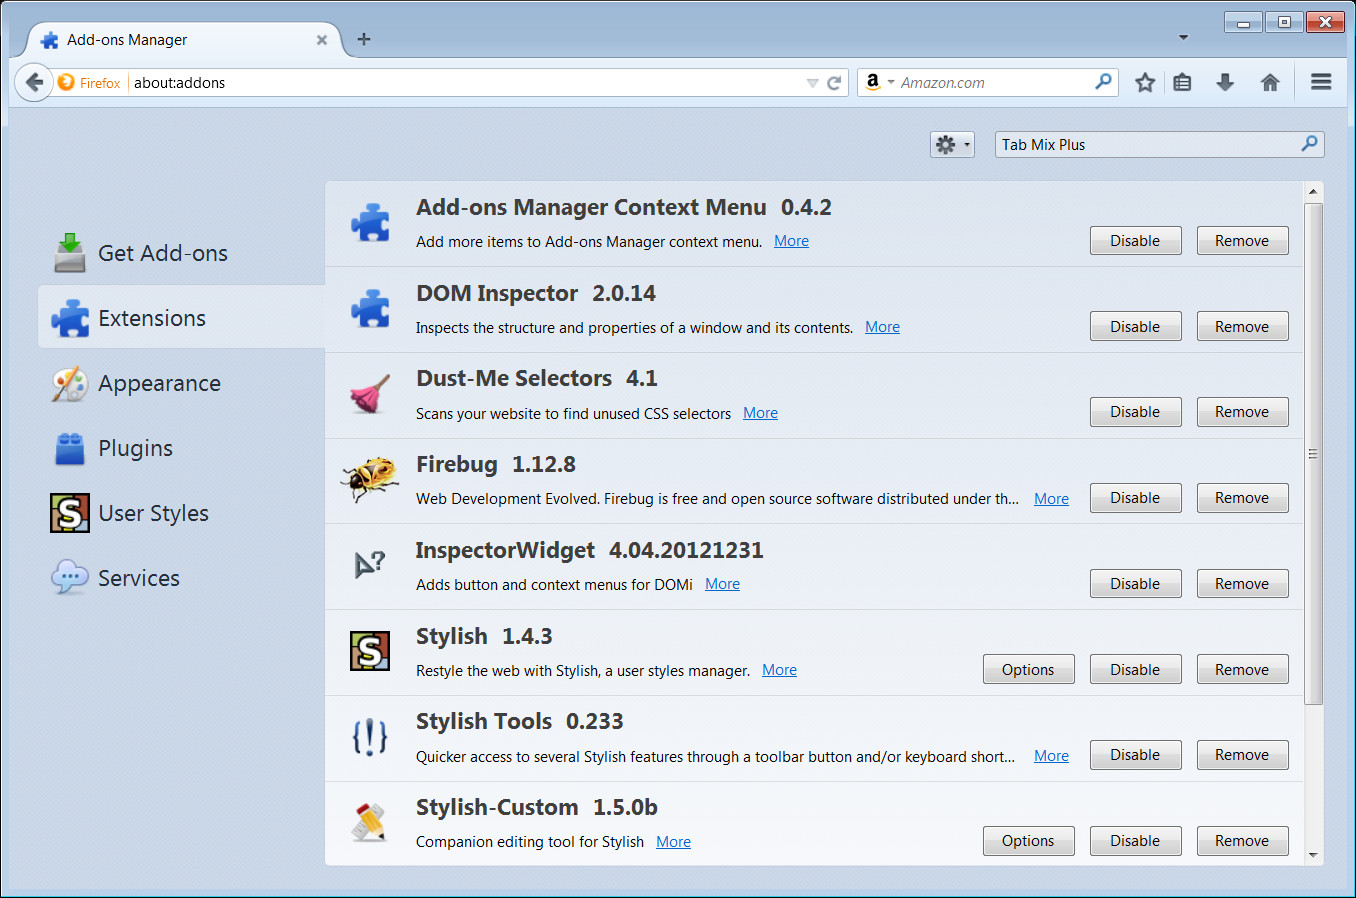 Add-ons Manager
Firefox about:addons
a Amazon.com
Tab Mix Plus
Get Add-ons
Extensions
Appearance
Plugins
S User Styles
Services
Add-ons Manager Context Menu 0.4.2
Add more items to Add-ons Manager context menu. More
Disable Remove
DOM Inspector 2.0.14
Inspects the structure and properties of a window and its contents. More
Disable Remove
Dust-Me Selectors 4.1
Scans your website to find unused CSS selectors More
Disable Remove
Firebug 1.12.8
Web Development Evolved. Firebug is free and open source software distributed under th... More
Disable Remove
InspectorWidget 4.04.20121231
Adds button and context menus for DOMi More
Disable Remove
S Stylish 1.4.3
Restyle the web with Stylish, a user styles manager. More
Options Disable Remove
{!} Stylish Tools 0.233
Quicker access to several Stylish features through a toolbar button and/or keyboard short... More
Disable Remove
Stylish-Custom 1.5.0b
Companion editing tool for Stylish More
Options Disable Remove